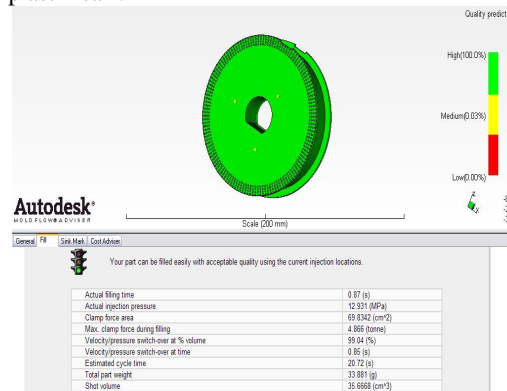 Quality predict
High(100.0%)
Medium(0.03%)
Low(0.00%)
Autodesk®
MOLDFLOW ADVISER
Scale (200 mm)
General Fill Sink Mark Cost Adviser
Your part can be filled easily with acceptable quality using the current injection locations.
Actual filling time 0.87 (s)
Actual injection pressure 12.931 (MPa)
Clamp force area 69.8342 (cm^2)
Max. clamp force during filling 4.866 (tonne)
Velocity/pressure switch-over at % volume 99.04 (%)
Velocity/pressure switch-over at time 0.85 (s)
Estimated cycle time 20.72 (s)
Total part weight 33.881 (g)
Shot volume 35.6668 (cm^3)